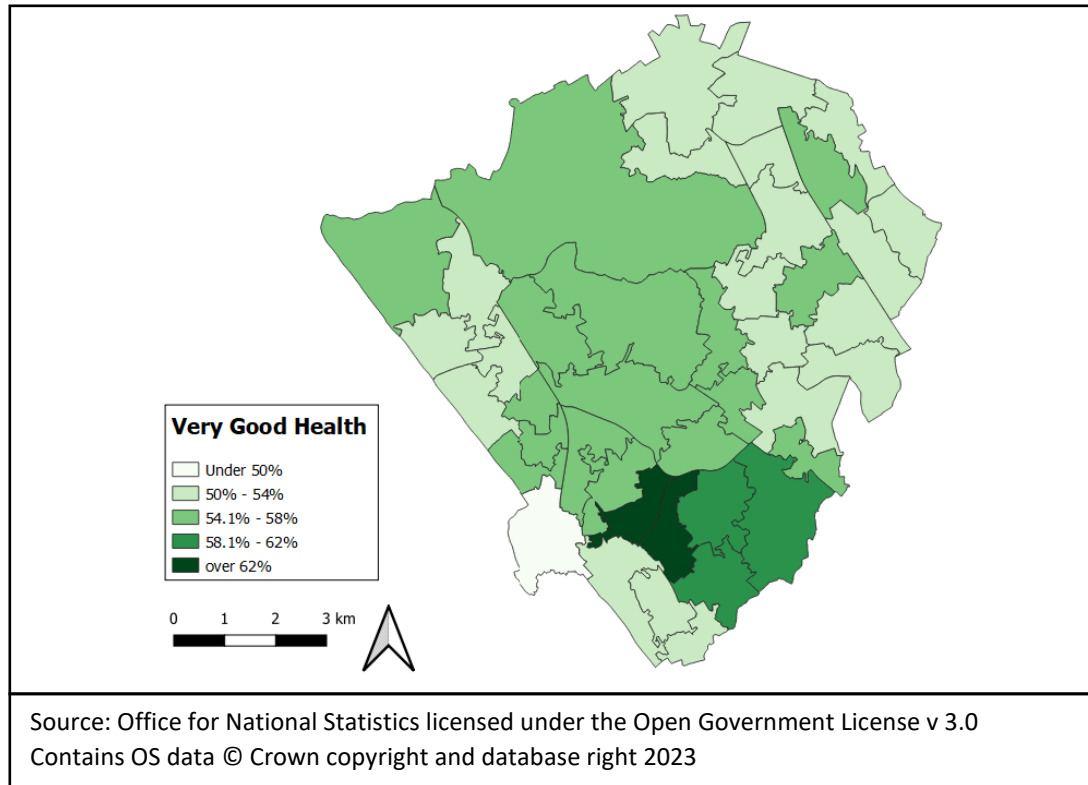 Very Good Health
Under 50%
50% - 54%
54.1% - 58%
58.1% - 62%
over 62%
0 1 2 3 km
Source: Office for National Statistics licensed under the Open Government License v 3.0
Contains OS data © Crown copyright and database right 2023